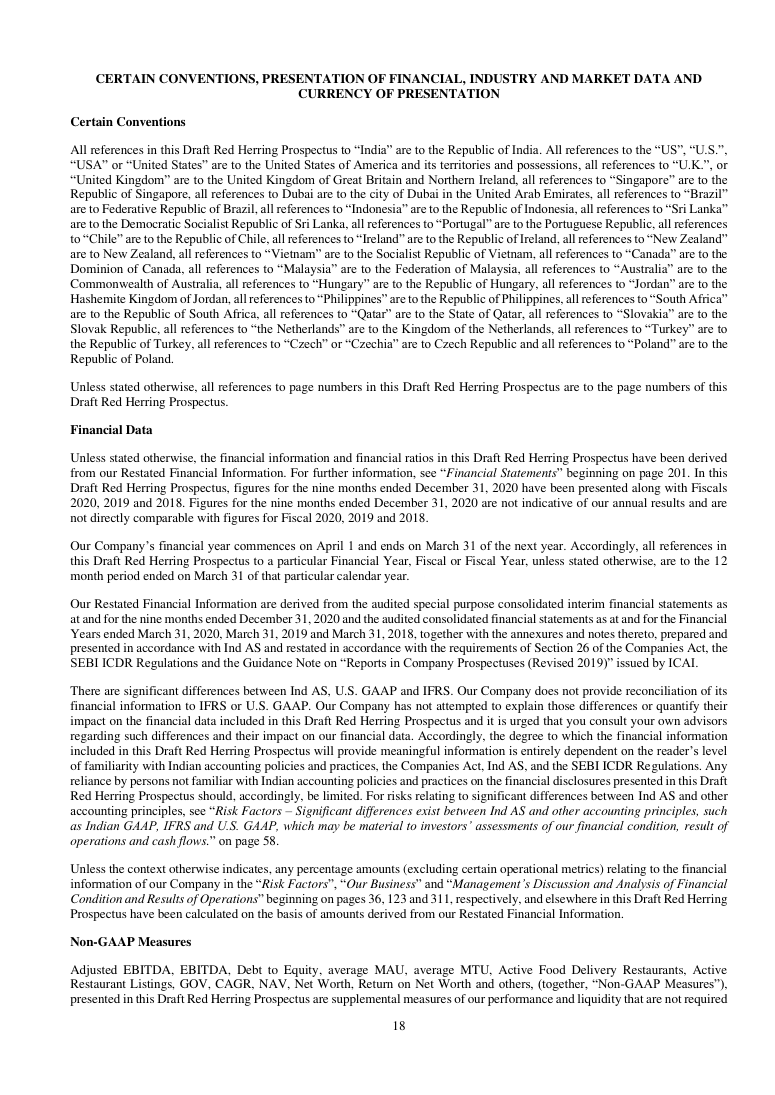 CERTAIN CONVENTIONS, PRESENTATION OF FINANCIAL, INDUSTRY AND MARKET DATA AND
CURRENCY OF PRESENTATION
Certain Conventions
All references in this Draft Red Herring Prospectus to “India” are to the Republic of India. All references to the “US”, “U.S.”,
“USA” or “United States” are to the United States of America and its territories and possessions, all references to “U.K.”, or
“United Kingdom” are to the United Kingdom of Great Britain and Northern Ireland, all references to “Singapore” are to the
Republic of Singapore, all references to Dubai are to the city of Dubai in the United Arab Emirates, all references to “Brazil”
are to Federative Republic of Brazil, all references to “Indonesia” are to the Republic of Indonesia, all references to “Sri Lanka”
are to the Democratic Socialist Republic of Sri Lanka, all references to “Portugal” are to the Portuguese Republic, all references
to “Chile” are to the Republic of Chile, all references to “Ireland” are to the Republic of Ireland, all references to “New Zealand”
are to New Zealand, all references to “Vietnam” are to the Socialist Republic of Vietnam, all references to “Canada” are to the
Dominion of Canada, all references to “Malaysia” are to the Federation of Malaysia, all references to “Australia” are to the
Commonwealth of Australia, all references to “Hungary” are to the Republic of Hungary, all references to “Jordan” are to the
Hashemite Kingdom of Jordan, all references to “Philippines” are to the Republic of Philippines, all references to “South Africa”
are to the Republic of South Africa, all references to “Qatar” are to the State of Qatar, all references to “Slovakia” are to the
Slovak Republic, all references to “the Netherlands” are to the Kingdom of the Netherlands, all references to “Turkey” are to
the Republic of Turkey, all references to “Czech” or “Czechia” are to Czech Republic and all references to “Poland” are to the
Republic of Poland.
Unless stated otherwise, all references to page numbers in this Draft Red Herring Prospectus are to the page numbers of this
Draft Red Herring Prospectus.
Financial Data
Unless stated otherwise, the financial information and financial ratios in this Draft Red Herring Prospectus have been derived
from our Restated Financial Information. For further information, see “Financial Statements” beginning on page 201. In this
Draft Red Herring Prospectus, figures for the nine months ended December 31, 2020 have been presented along with Fiscals
2020, 2019 and 2018. Figures for the nine months ended December 31, 2020 are not indicative of our annual results and are
not directly comparable with figures for Fiscal 2020, 2019 and 2018.
Our Company’s financial year commences on April 1 and ends on March 31 of the next year. Accordingly, all references in
this Draft Red Herring Prospectus to a particular Financial Year, Fiscal or Fiscal Year, unless stated otherwise, are to the 12
month period ended on March 31 of that particular calendar year.
Our Restated Financial Information are derived from the audited special purpose consolidated interim financial statements as
at and for the nine months ended December 31, 2020 and the audited consolidated financial statements as at and for the Financial
Years ended March 31, 2020, March 31, 2019 and March 31, 2018, together with the annexures and notes thereto, prepared and
presented in accordance with Ind AS and restated in accordance with the requirements of Section 26 of the Companies Act, the
SEBI ICDR Regulations and the Guidance Note on “Reports in Company Prospectuses (Revised 2019)” issued by ICAI.
There are significant differences between Ind AS, U.S. GAAP and IFRS. Our Company does not provide reconciliation of its
financial information to IFRS or U.S. GAAP. Our Company has not attempted to explain those differences or quantify their
impact on the financial data included in this Draft Red Herring Prospectus and it is urged that you consult your own advisors
regarding such differences and their impact on our financial data. Accordingly, the degree to which the financial information
included in this Draft Red Herring Prospectus will provide meaningful information is entirely dependent on the reader’s level
of familiarity with Indian accounting policies and practices, the Companies Act, Ind AS, and the SEBI ICDR Regulations. Any
reliance by persons not familiar with Indian accounting policies and practices on the financial disclosures presented in this Draft
Red Herring Prospectus should, accordingly, be limited. For risks relating to significant differences between Ind AS and other
accounting principles, see “Risk Factors – Significant differences exist between Ind AS and other accounting principles, such
as Indian GAAP, IFRS and U.S. GAAP, which may be material to investors’ assessments of our financial condition, result of
operations and cash flows.” on page 58.
Unless the context otherwise indicates, any percentage amounts (excluding certain operational metrics) relating to the financial
information of our Company in the “Risk Factors”, “Our Business” and “Management’s Discussion and Analysis of Financial
Condition and Results of Operations” beginning on pages 36, 123 and 311, respectively, and elsewhere in this Draft Red Herring
Prospectus have been calculated on the basis of amounts derived from our Restated Financial Information.
Non-GAAP Measures
Adjusted EBITDA, EBITDA, Debt to Equity, average MAU, average MTU, Active Food Delivery Restaurants, Active
Restaurant Listings, GOV, CAGR, NAV, Net Worth, Return on Net Worth and others, (together, “Non-GAAP Measures”),
presented in this Draft Red Herring Prospectus are supplemental measures of our performance and liquidity that are not required
18